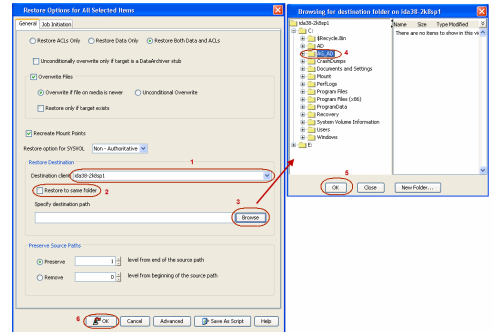 Restore Options for All Selected Items
General Job Initiation
Restore ACLs Only Restore Data Only Restore Both Data and ACLs
Unconditionally overwrite only if target is a DataArchiver stub
Overwrite Files
Overwrite if file on media is newer Unconditional Overwrite
Restore only if target exists
Recreate Mount Points
Restore option for SYSVOL Non - Authoritative
Restore Destination
1
Destination client ida38-2k8sp1
Restore to same folder 2
Specify destination path
3
Browse
Preserve Source Paths
Preserve 1 level from end of the source path
Remove 0 level from beginning of the source path
6 OK Cancel Advanced Save As Script Help
Browsing for destination folder on ida38-2k8sp1
ida38-2k8sp1
C:
$Recycle.Bin
AD
AG_AD 4
CrashDumps
Documents and Settings
Mount
PerfLogs
Program Files
Program Files (x86)
ProgramData
Recovery
System Volume Information
Users
Windows
E:
Name Size Type Modified
There are no items to show in this vi
5
OK Close New Folder...